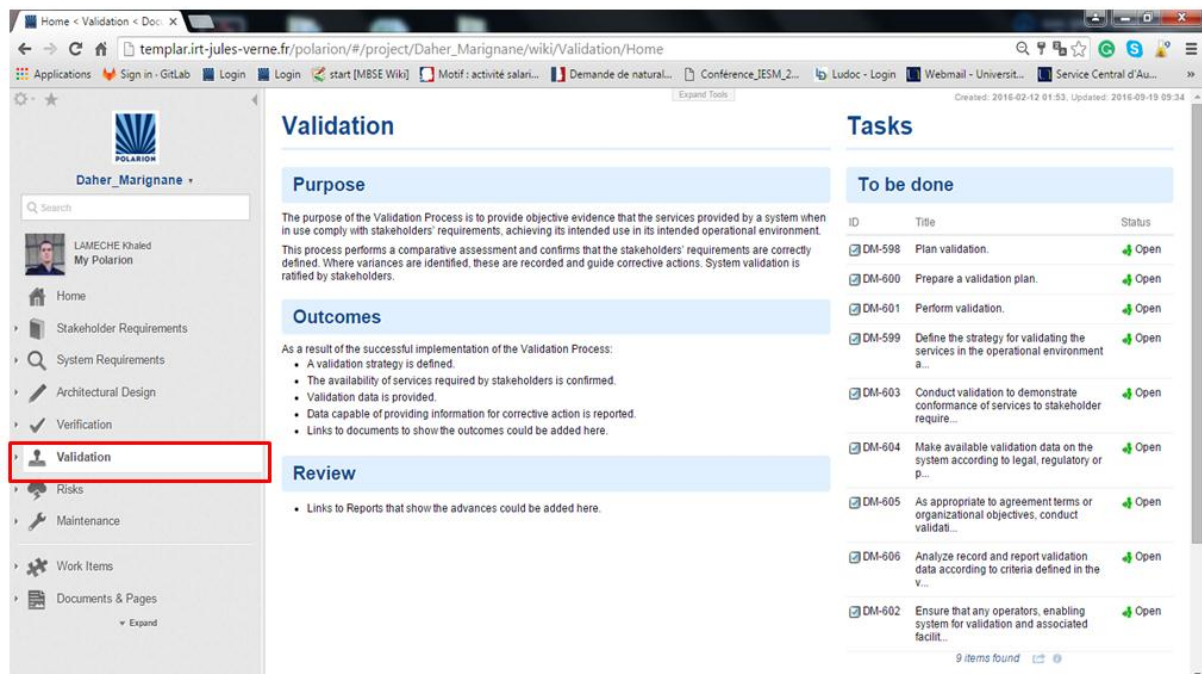 Home < Validation < Docu
templar.irt-jules-verne.fr/polarion/#/project/Daher_Marignane/wiki/Validation/Home
Applications Sign in · GitLab Login Login start [MBSE Wiki] Motif : activité salari... Demande de natural... Conférence_IESM_2... Ludoc - Login Webmail - Universit... Service Central d'Au... »
Expand Tools
Created: 2016-02-12 01:53, Updated: 2016-09-19 09:34
POLARION
Daher_Marignane
Search
LAMECHE Khaled
My Polarion
Home
Stakeholder Requirements
System Requirements
Architectural Design
Verification
Validation
Risks
Maintenance
Work Items
Documents & Pages
Expand
Validation
Purpose
The purpose of the Validation Process is to provide objective evidence that the services provided by a system when
in use comply with stakeholders' requirements, achieving its intended use in its intended operational environment.
This process performs a comparative assessment and confirms that the stakeholders' requirements are correctly
defined. Where variances are identified, these are recorded and guide corrective actions. System validation is
ratified by stakeholders.
Outcomes
As a result of the successful implementation of the Validation Process:
• A validation strategy is defined.
• The availability of services required by stakeholders is confirmed.
• Validation data is provided.
• Data capable of providing information for corrective action is reported.
• Links to documents to show the outcomes could be added here.
Review
• Links to Reports that show the advances could be added here.
Tasks
To be done
ID Title Status
DM-598 Plan validation. Open
DM-600 Prepare a validation plan. Open
DM-601 Perform validation. Open
DM-599 Define the strategy for validating the Open
services in the operational environment
a...
DM-603 Conduct validation to demonstrate Open
conformance of services to stakeholder
require...
DM-604 Make available validation data on the Open
system according to legal, regulatory or
p...
DM-605 As appropriate to agreement terms or Open
organizational objectives, conduct
validati...
DM-606 Analyze record and report validation Open
data according to criteria defined in the
v...
DM-602 Ensure that any operators, enabling Open
system for validation and associated
facilit...
9 items found